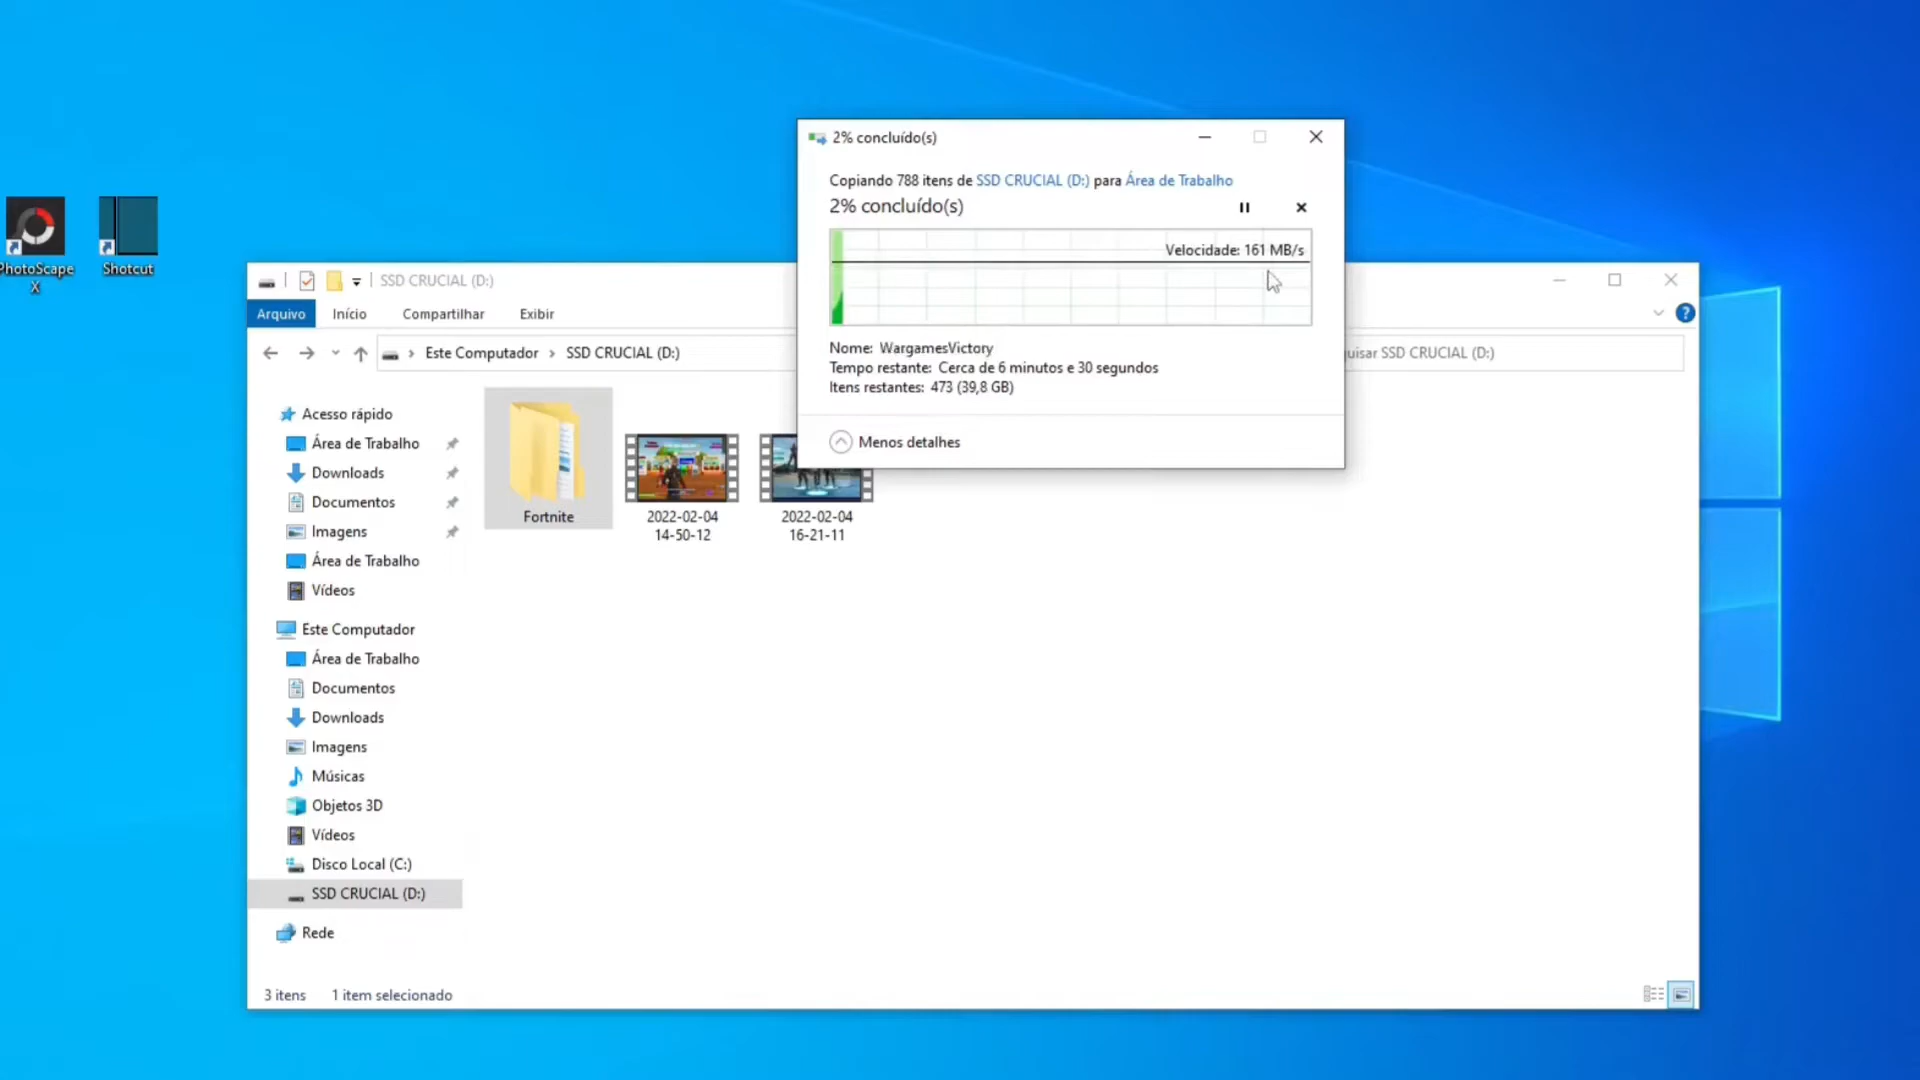 PhotoScape
X
Shotcut
2% concluído(s)
Copiando 788 itens de SSD CRUCIAL (D:) para Área de Trabalho
2% concluído(s)
Velocidade: 161 MB/s
Nome: WargamesVictory
Tempo restante: Cerca de 6 minutos e 30 segundos
Itens restantes: 473 (39,8 GB)
Menos detalhes
SSD CRUCIAL (D:)
Arquivo
Início
Compartilhar
Exibir
?
Este Computador > SSD CRUCIAL (D:)
uisar SSD CRUCIAL (D:)
Acesso rápido
Área de Trabalho
Downloads
Documentos
Imagens
Área de Trabalho
Vídeos
Este Computador
Área de Trabalho
Documentos
Downloads
Imagens
Músicas
Objetos 3D
Vídeos
Disco Local (C:)
SSD CRUCIAL (D:)
Rede
Fortnite
2022-02-04
14-50-12
2022-02-04
16-21-11
3 itens
1 item selecionado